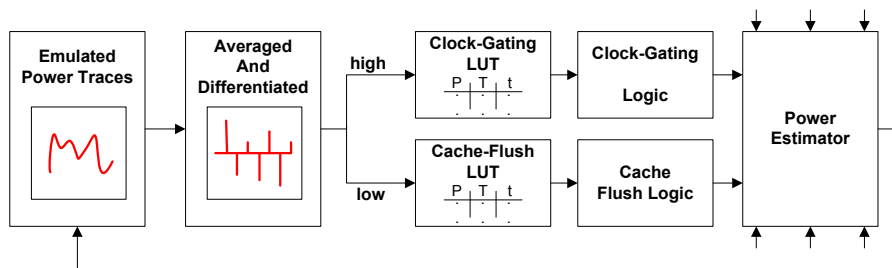 Emulated
Power Traces
Averaged
And
Differentiated
high
low
Clock-Gating
LUT
P T t
. . .
. . .
Cache-Flush
LUT
P T t
. . .
. . .
Clock-Gating
Logic
Cache
Flush Logic
Power
Estimator